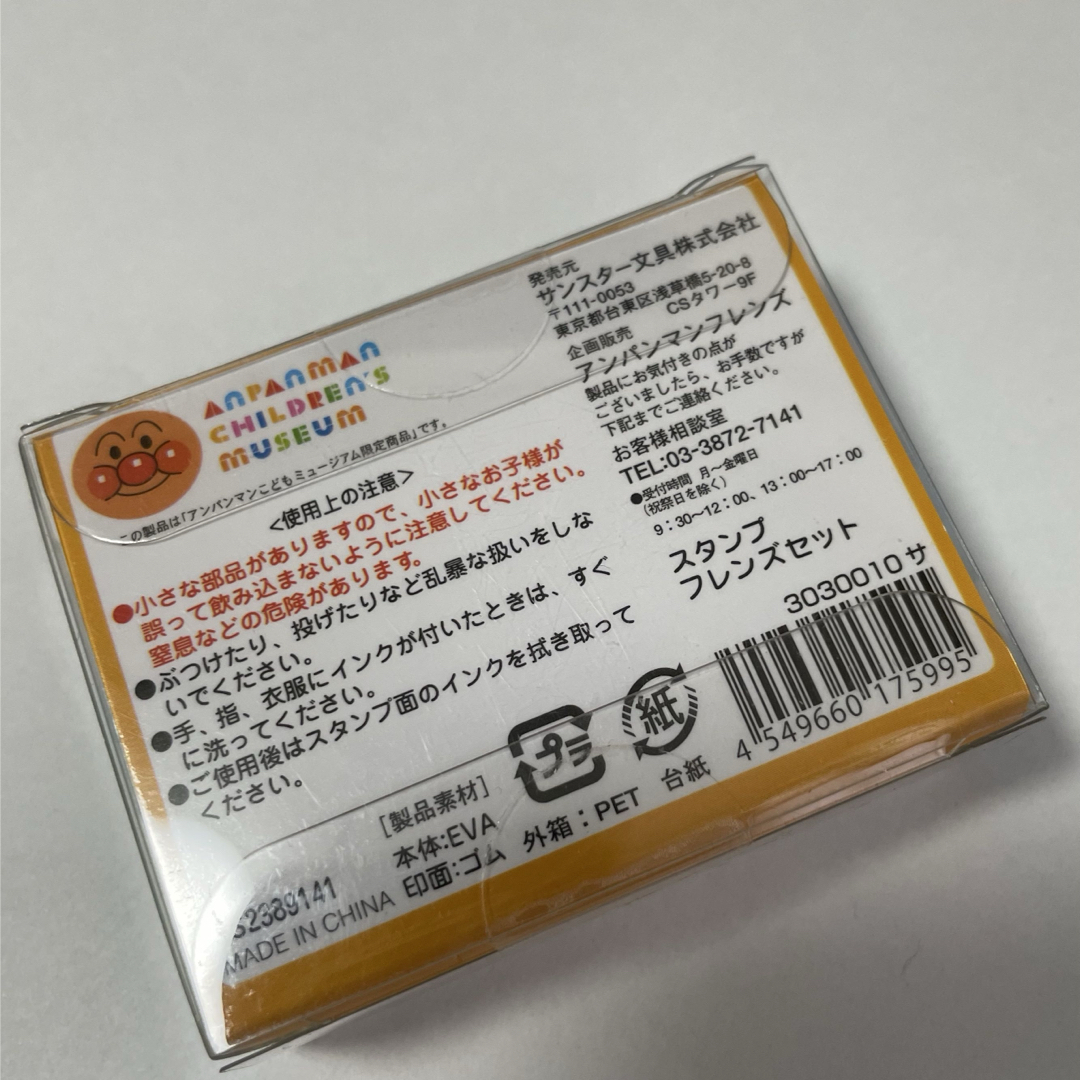 ANPANMAN
CHILDREN'S
MUSEUM
この製品は「アンパンマンこどもミュージアム限定商品」です。
<使用上の注意>
●小さな部品がありますので、小さなお子様が
誤って飲み込まないように注意してください。
窒息などの危険があります。
●ぶつけたり、投げたりなど乱暴な扱いをしな
いでください。
●手、指、衣服にインクが付いたときは、すぐ
に洗ってください。
●ご使用後はスタンプ面のインクを拭き取って
ください。
発売元
サンスター文具株式会社
〒111-0053
東京都台東区浅草橋5-20-8
CSタワー9F
企画販売
アンパンマンフレンズ
製品にお気付きの点が
ございましたら、お手数ですが
下記までご連絡ください。
お客様相談室
TEL:03-3872-7141
●受付時間 月~金曜日
(祝祭日を除く)
9:30~12:00、13:00~17:00
スタンプ
フレンズセット
3030010サ
4 549660 175995
プラ
紙
[製品素材]
本体:EVA 外箱:PET 台紙
印面:ゴム
S2389141
MADE IN CHINA